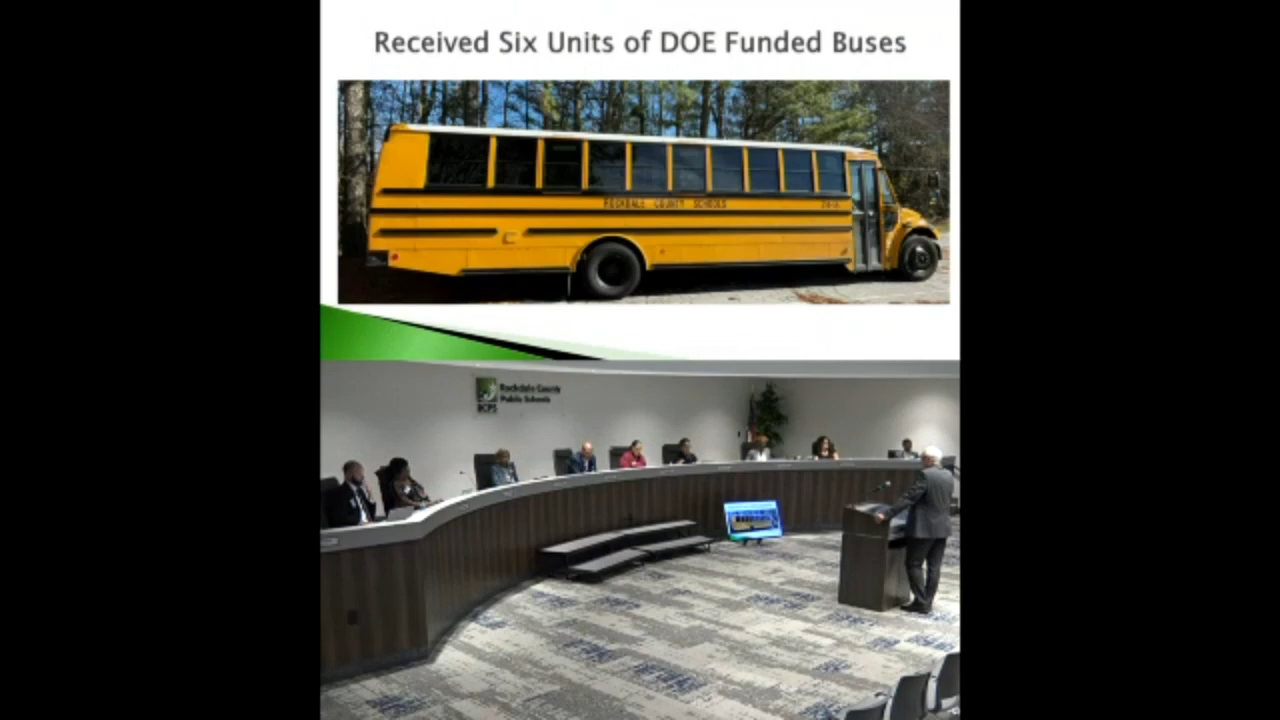 Received Six Units of DOE Funded Buses
ROCKDALE COUNTY SCHOOLS
Rockdale County
Public Schools
RCPS